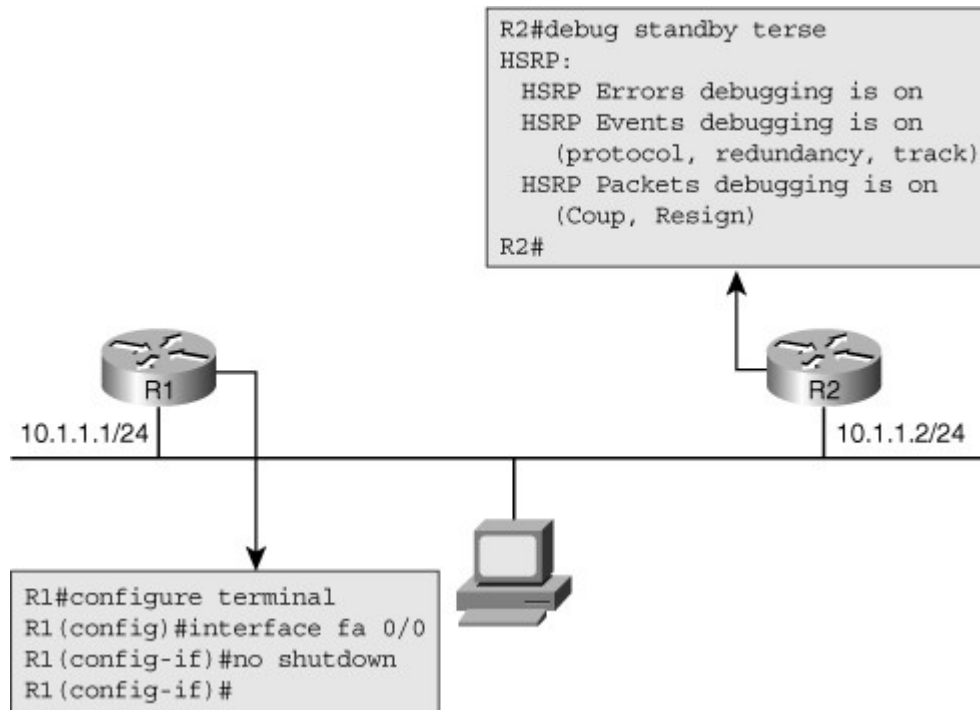 R2#debug standby terse
HSRP:
HSRP Errors debugging is on
HSRP Events debugging is on
(protocol, redundancy, track)
HSRP Packets debugging is on
(Coup, Resign)
R2#
R1
R2
10.1.1.1/24
10.1.1.2/24
R1#configure terminal
R1(config)#interface fa 0/0
R1(config-if)#no shutdown
R1(config-if)#